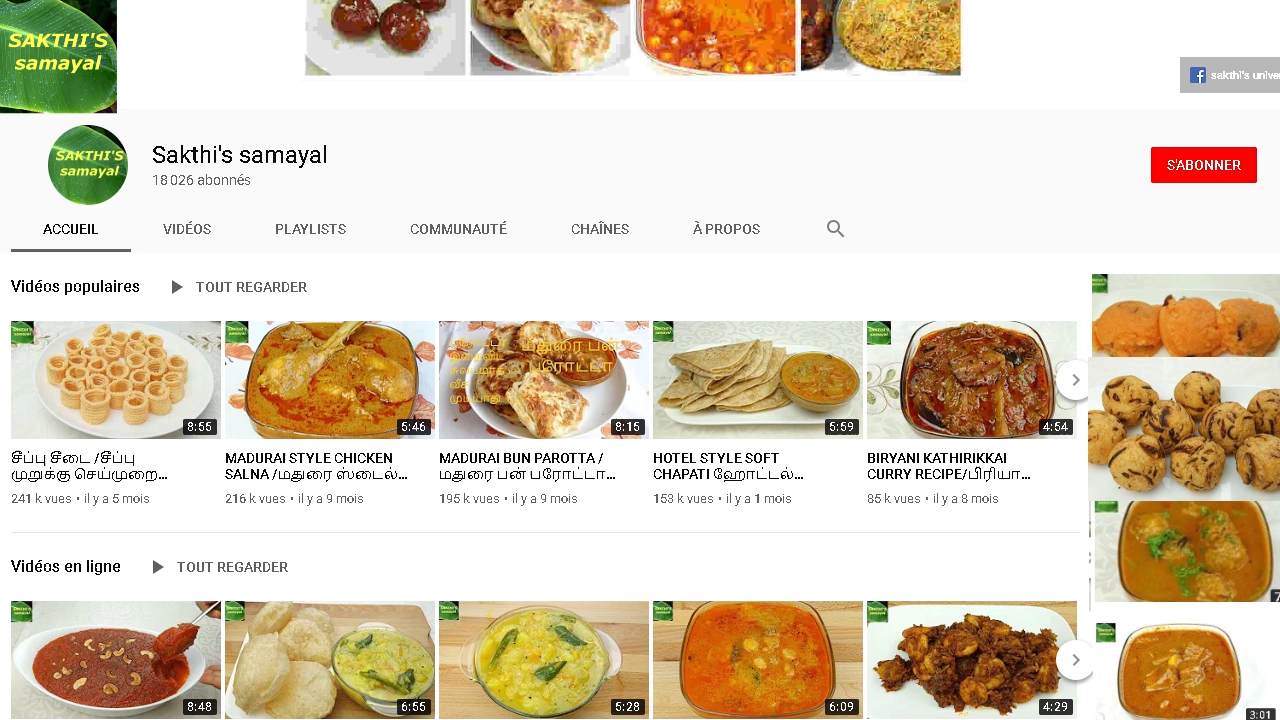 SAKTHI'S
samayal
sakthi's unive
SAKTHI'S
samayal
Sakthi's samayal
18 026 abonnés
S'ABONNER
ACCUEIL
VIDÉOS
PLAYLISTS
COMMUNAUTÉ
CHAÎNES
À PROPOS
Vidéos populaires
TOUT REGARDER
8:55
5:46
மதுரை பன்
பரோட்டா
முடியாது
8:15
5:59
4:54
சீப்பு சீடை /சீப்பு
முறுக்கு செய்முறை...
241 k vues • il y a 5 mois
MADURAI STYLE CHICKEN
SALNA /மதுரை ஸ்டைல்...
216 k vues • il y a 9 mois
MADURAI BUN PAROTTA /
மதுரை பன் பரோட்டா...
195 k vues • il y a 9 mois
HOTEL STYLE SOFT
CHAPATI ஹோட்டல்...
153 k vues • il y a 1 mois
BIRYANI KATHIRIKKAI
CURRY RECIPE/பிரியா...
85 k vues • il y a 8 mois
Vidéos en ligne
TOUT REGARDER
8:48
6:55
5:28
6:09
4:29
7
3:01